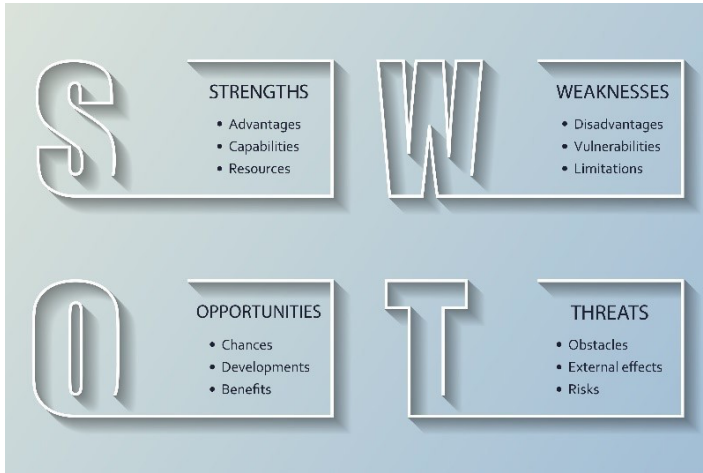 S
STRENGTHS
• Advantages
• Capabilities
• Resources
W
WEAKNESSES
• Disadvantages
• Vulnerabilities
• Limitations
O
OPPORTUNITIES
• Chances
• Developments
• Benefits
T
THREATS
• Obstacles
• External effects
• Risks